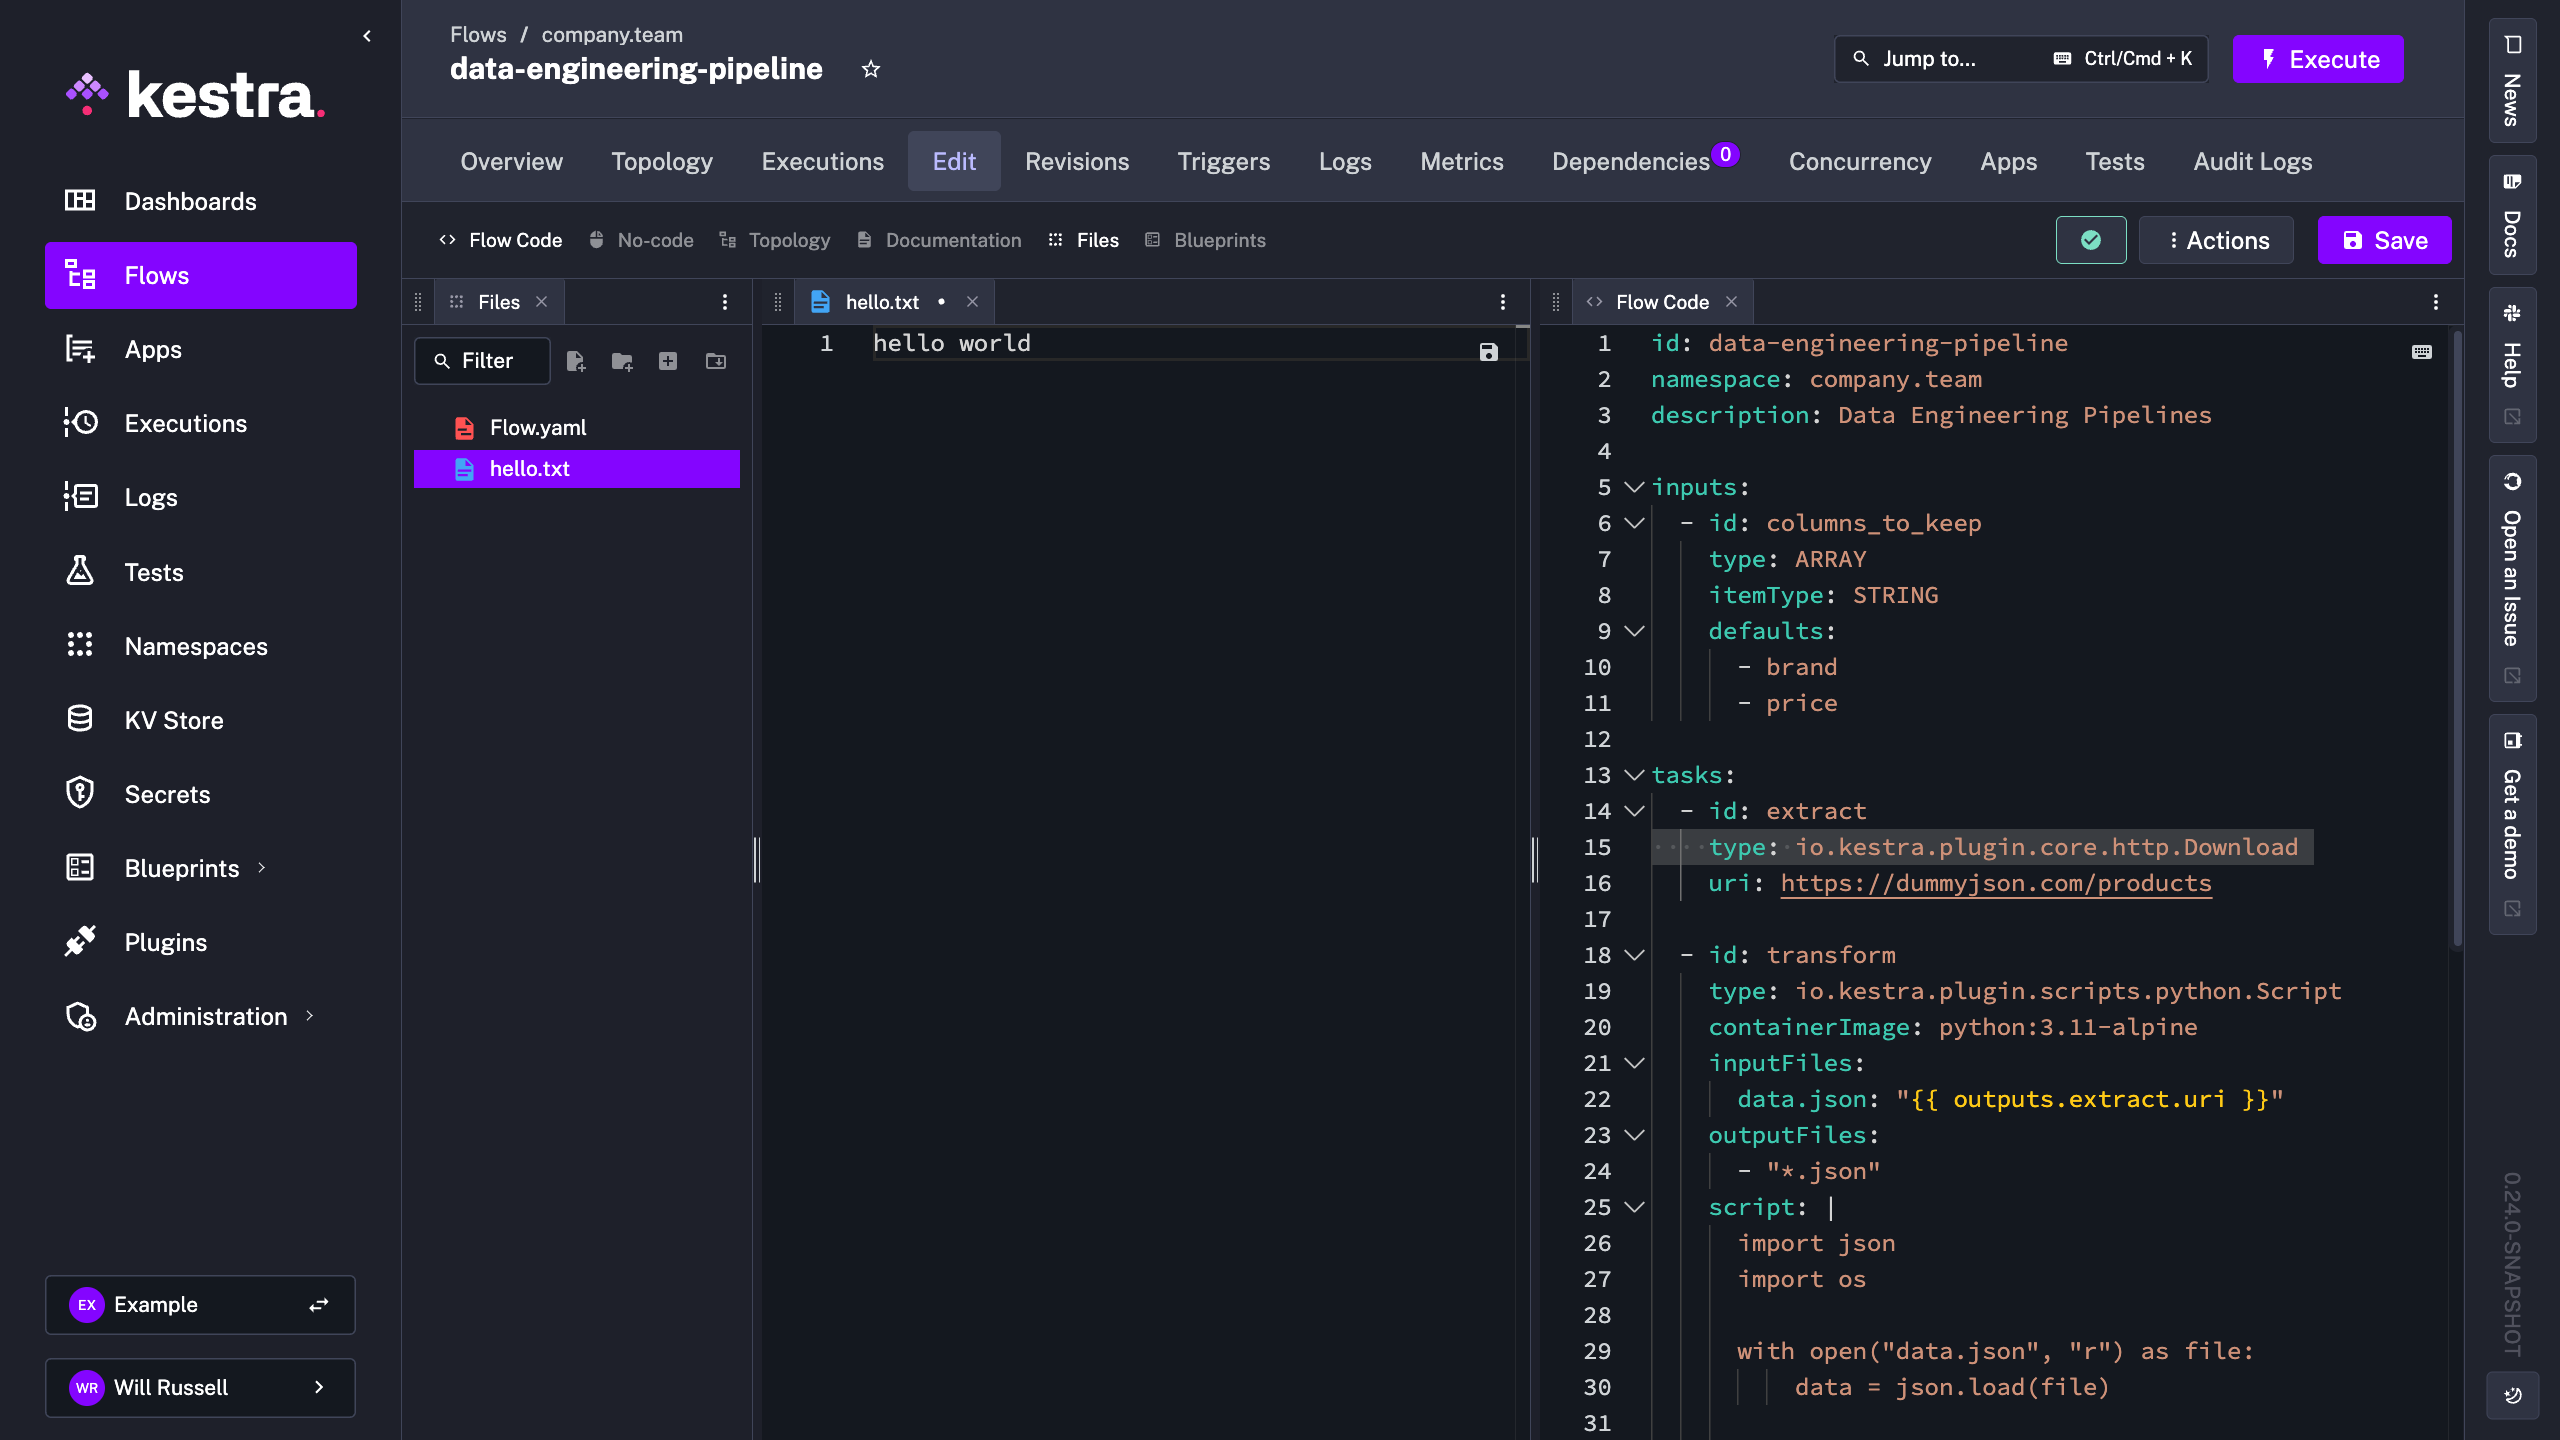 kestra.
Dashboards
Flows
Apps
Executions
Logs
Tests
Namespaces
KV Store
Secrets
Blueprints
Plugins
Administration
EX Example
WR Will Russell
Flows / company.team
data-engineering-pipeline
Jump to... Ctrl/Cmd + K
Execute
Overview Topology Executions Edit Revisions Triggers Logs Metrics Dependencies 0 Concurrency Apps Tests Audit Logs
Flow Code No-code Topology Documentation Files Blueprints
Actions Save
Files
Filter
Flow.yaml
hello.txt
hello.txt
1 hello world
Flow Code
1 id: data-engineering-pipeline
2 namespace: company.team
3 description: Data Engineering Pipelines
4
5 inputs:
6 - id: columns_to_keep
7 type: ARRAY
8 itemType: STRING
9 defaults:
10 - brand
11 - price
12
13 tasks:
14 - id: extract
15 type: io.kestra.plugin.core.http.Download
16 uri: https://dummyjson.com/products
17
18 - id: transform
19 type: io.kestra.plugin.scripts.python.Script
20 containerImage: python:3.11-alpine
21 inputFiles:
22 data.json: "{{ outputs.extract.uri }}"
23 outputFiles:
24 - "*.json"
25 script: |
26 import json
27 import os
28
29 with open("data.json", "r") as file:
30 data = json.load(file)
31
News
Docs
Help
Open an Issue
Get a demo
0.24.0-SNAPSHOT